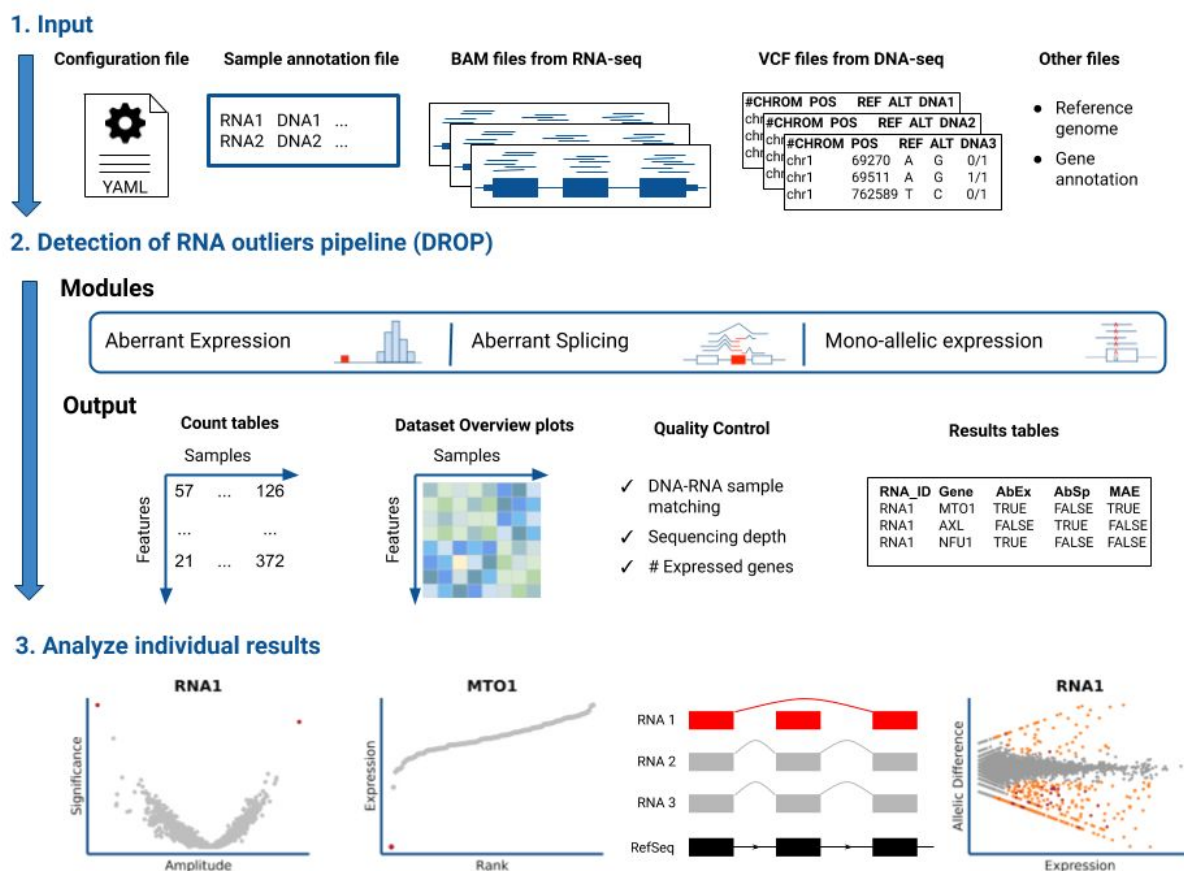 1. Input
Configuration file
Sample annotation file
BAM files from RNA-seq
VCF files from DNA-seq
Other files
YAML
RNA1 DNA1 ...
RNA2 DNA2 ...
#CHROM POS REF ALT DNA1
chr
chr
chr
#CHROM POS REF ALT DNA2
chr
chr
chr
#CHROM POS REF ALT DNA3
chr1 69270 A G 0/1
chr1 69511 A G 1/1
chr1 762589 T C 0/1
● Reference
genome
● Gene
annotation
2. Detection of RNA outliers pipeline (DROP)
Modules
Aberrant Expression
Aberrant Splicing
Mono-allelic expression
Output
Count tables
Samples
Features
57 ... 126
... ...
21 ... 372
Dataset Overview plots
Samples
Features
Quality Control
✓ DNA-RNA sample
matching
✓ Sequencing depth
✓ # Expressed genes
Results tables
RNA_ID Gene AbEx AbSp MAE
RNA1 MTO1 TRUE FALSE TRUE
RNA1 AXL FALSE TRUE FALSE
RNA1 NFU1 TRUE FALSE FALSE
3. Analyze individual results
RNA1
Significance
Amplitude
MTO1
Expression
Rank
RNA 1
RNA 2
RNA 3
RefSeq
RNA1
Allelic Difference
Expression